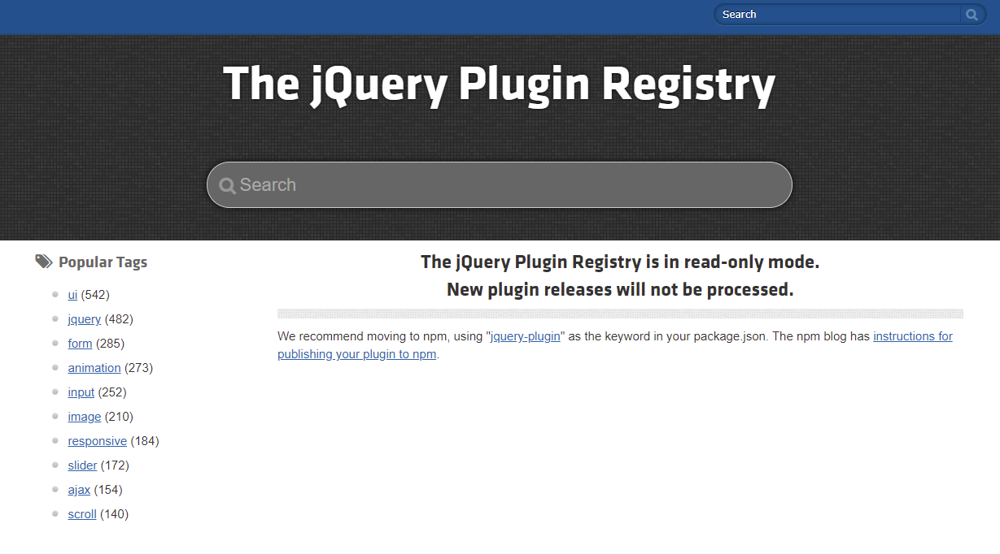 Search
The jQuery Plugin Registry
Search
Popular Tags
ui (542)
jquery (482)
form (285)
animation (273)
input (252)
image (210)
responsive (184)
slider (172)
ajax (154)
scroll (140)
The jQuery Plugin Registry is in read-only mode.
New plugin releases will not be processed.
We recommend moving to npm, using "jquery-plugin" as the keyword in your package.json. The npm blog has instructions for
publishing your plugin to npm.